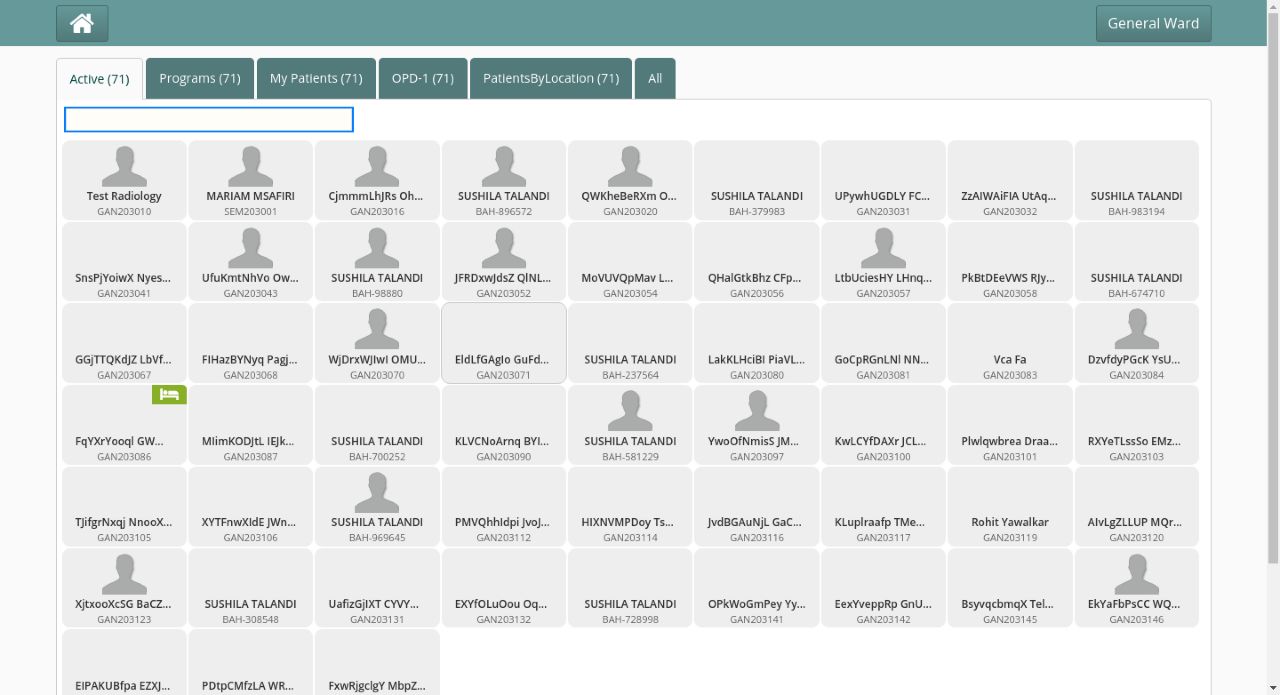 General Ward
Active (71)
Programs (71)
My Patients (71)
OPD-1 (71)
PatientsByLocation (71)
All
Test Radiology
GAN203010
MARIAM MSAFIRI
SEM203001
CjmmmLhJRs Oh...
GAN203016
SUSHILA TALANDI
BAH-896572
QWKheBeRXm O...
GAN203020
SUSHILA TALANDI
BAH-379983
UPywhUGDLY FC...
GAN203031
ZzAIWAiFIA UtAq...
GAN203032
SUSHILA TALANDI
BAH-983194
SnsPjYoiwX Nyes...
GAN203041
UfuKmtNhVo Ow...
GAN203043
SUSHILA TALANDI
BAH-98880
JFRDxwJdsZ QlNL...
GAN203052
MoVUVQpMav L...
GAN203054
QHalGtkBhz CFp...
GAN203056
LtbUciesHY LHnq...
GAN203057
PkBtDEeVWS RJy...
GAN203058
SUSHILA TALANDI
BAH-674710
GGjTTQKdJZ LbVf...
GAN203067
FIHazBYNyq Pagj...
GAN203068
WjDrxWJIwI OMU...
GAN203070
EldLfGAgIo GuFd...
GAN203071
SUSHILA TALANDI
BAH-237564
LakKLHciBI PiaVL...
GAN203080
GoCpRGnLNl NN...
GAN203081
Vca Fa
GAN203083
DzvfdyPGcK YsU...
GAN203084
FqYXrYooql GW...
GAN203086
MIimKODJtL IEJk...
GAN203087
SUSHILA TALANDI
BAH-700252
KLVCNoArnq BYI...
GAN203090
SUSHILA TALANDI
BAH-581229
YwoOfNmisS JM...
GAN203097
KwLCYfDAXr JCL...
GAN203100
Plwlqwbrea Draa...
GAN203101
RXYeTLssSo EMz...
GAN203103
TJifgrNxqj NnooX...
GAN203105
XYTFnwXIdE JWn...
GAN203106
SUSHILA TALANDI
BAH-969645
PMVQhhIdpi JvoJ...
GAN203112
HIXNVMPDoy Ts...
GAN203114
JvdBGAuNjL GaC...
GAN203116
KLuplraafp TMe...
GAN203117
Rohit Yawalkar
GAN203119
AIvLgZLLUP MQr...
GAN203120
XjtxooXcSG BaCZ...
GAN203123
SUSHILA TALANDI
BAH-308548
UafizGjIXT CYVY...
GAN203131
EXYfOLuOou Oq...
GAN203132
SUSHILA TALANDI
BAH-728998
OPkWoGmPey Yy...
GAN203141
EexYveppRp GnU...
GAN203142
BsyvqcbmqX Tel...
GAN203145
EkYaFbPsCC WQ...
GAN203146
EIPAKUBfpa EZXJ...
PDtpCMfzLA WR...
FxwRjgclgY MbpZ...